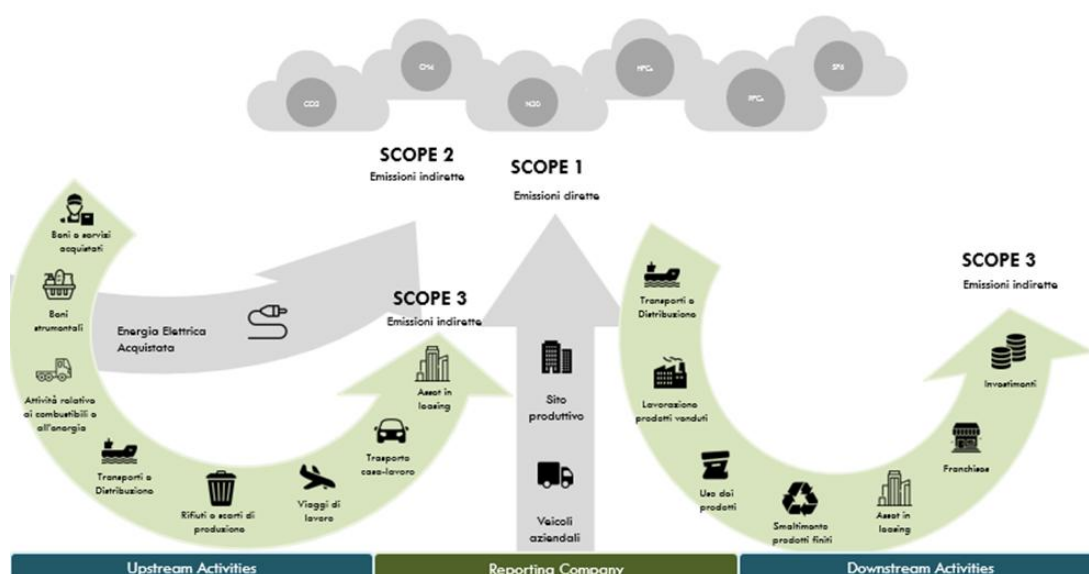 CO2
CH4
N2O
HFCs
PFCs
SF6
SCOPE 2
Emissioni indirette
SCOPE 1
Emissioni dirette
Beni e servizi
acquistati
Beni
strumentali
Attività relative
ai combustibili e
all'energia
Transporti e
Distribuzione
Rifiuti e scarti di
produzione
Viaggi di
lavoro
Trasporto
casa-lavoro
Asset in
leasing
SCOPE 3
Emissioni indirette
Energia Elettrica
Acquistata
Sito
produttivo
Veicoli
aziendali
Transporti e
Distribuzione
Lavorazione
prodotti venduti
Uso dei
prodotti
Smaltimento
prodotti finiti
Asset in
leasing
Franchise
Investimenti
SCOPE 3
Emissioni indirette
Upstream Activities
Reporting Company
Downstream Activities